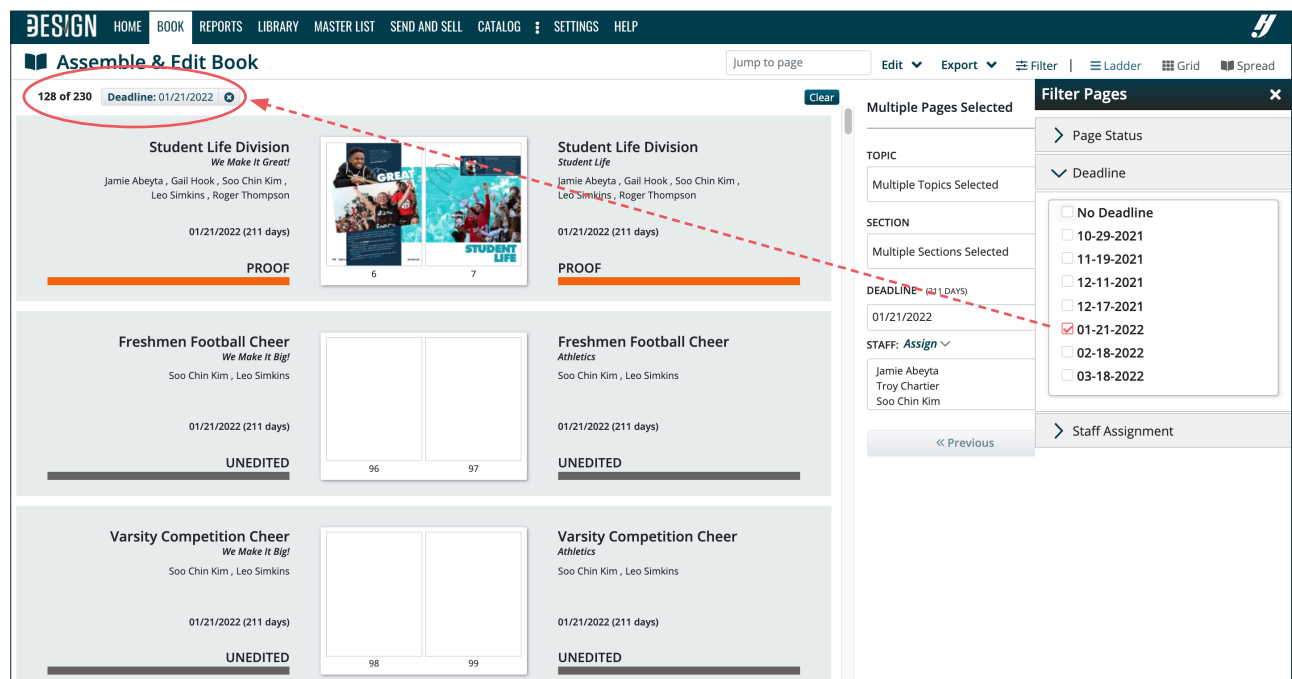 DESIGN HOME BOOK REPORTS LIBRARY MASTER LIST SEND AND SELL CATALOG SETTINGS HELP
Assemble & Edit Book
Jump to page
Edit Export Filter | Ladder Grid Spread
128 of 230 Deadline: 01/21/2022
Clear
Student Life Division
We Make It Great!
Jamie Abeyta , Gail Hook , Soo Chin Kim ,
Leo Simkins , Roger Thompson
01/21/2022 (211 days)
PROOF
GREAT
STUDENT
LIFE
6 7
Student Life Division
Student Life
Jamie Abeyta , Gail Hook , Soo Chin Kim ,
Leo Simkins , Roger Thompson
01/21/2022 (211 days)
PROOF
Freshmen Football Cheer
We Make It Big!
Soo Chin Kim , Leo Simkins
01/21/2022 (211 days)
UNEDITED
96 97
Freshmen Football Cheer
Athletics
Soo Chin Kim , Leo Simkins
01/21/2022 (211 days)
UNEDITED
Varsity Competition Cheer
We Make It Big!
Soo Chin Kim , Leo Simkins
01/21/2022 (211 days)
UNEDITED
98 99
Varsity Competition Cheer
Athletics
Soo Chin Kim , Leo Simkins
01/21/2022 (211 days)
UNEDITED
Multiple Pages Selected
TOPIC
Multiple Topics Selected
SECTION
Multiple Sections Selected
DEADLINE (211 DAYS)
01/21/2022
STAFF: Assign
Jamie Abeyta
Troy Chartier
Soo Chin Kim
« Previous
Filter Pages
Page Status
Deadline
No Deadline
10-29-2021
11-19-2021
12-11-2021
12-17-2021
01-21-2022
02-18-2022
03-18-2022
Staff Assignment